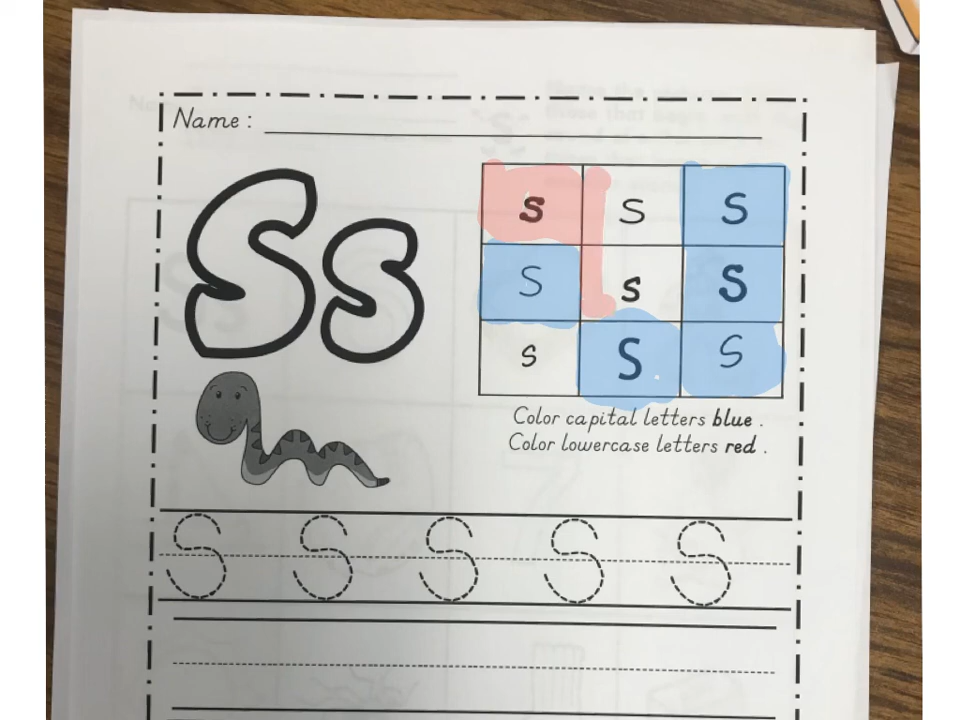 Name :
Ss
s s S
S s S
s S S
Color capital letters blue .
Color lowercase letters red .
S S S S S